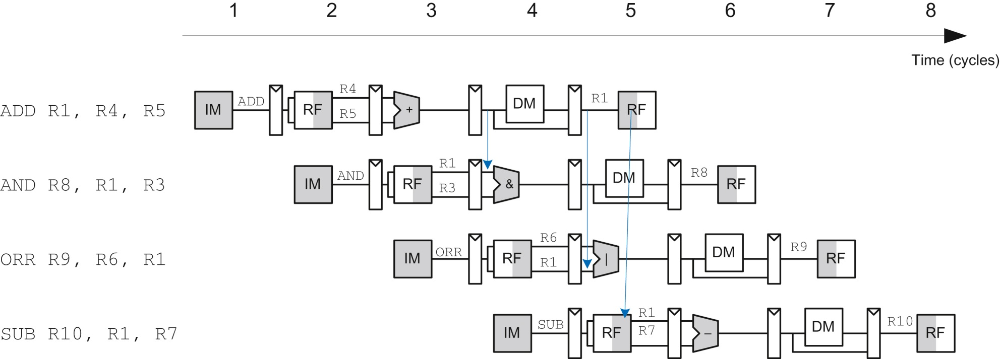 1 2 3 4 5 6 7 8
Time (cycles)
ADD R1, R4, R5 IM ADD RF R4 R5 + DM R1 RF
AND R8, R1, R3 IM AND RF R1 R3 & DM R8 RF
ORR R9, R6, R1 IM ORR RF R6 R1 | DM R9 RF
SUB R10, R1, R7 IM SUB RF R1 R7 – DM R10 RF